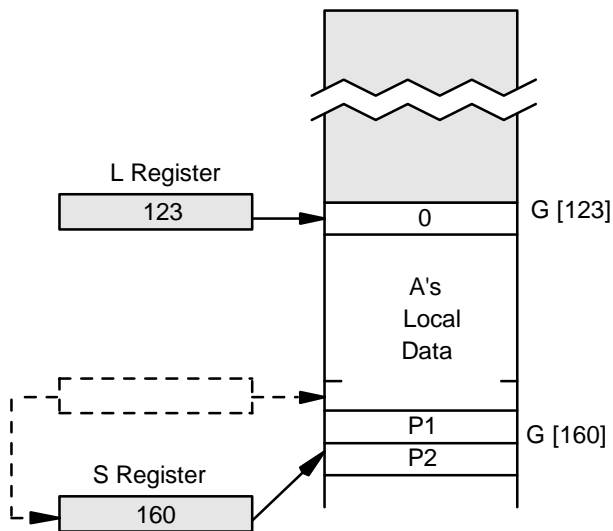 L Register
123
0
G [123]
A's
Local
Data
P1
G [160]
P2
S Register
160